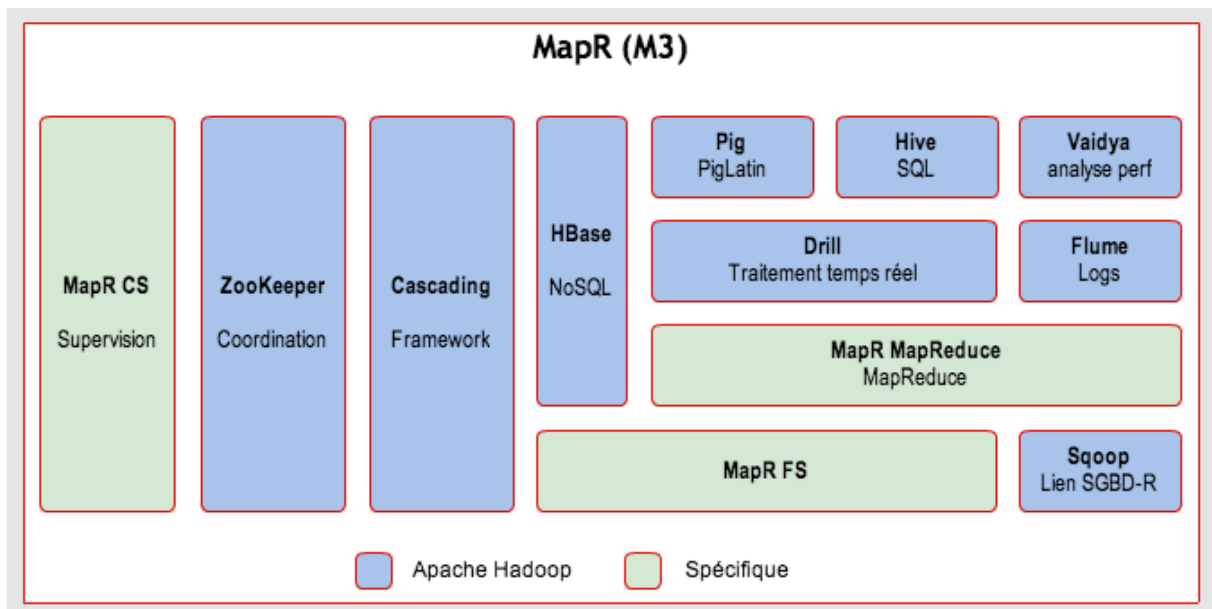 MapR (M3)
MapR CS
Supervision
ZooKeeper
Coordination
Cascading
Framework
HBase
NoSQL
Pig
PigLatin
Hive
SQL
Vaidya
analyse perf
Drill
Traitement temps réel
Flume
Logs
MapR MapReduce
MapReduce
MapR FS
Sqoop
Lien SGBD-R
Apache Hadoop
Spécifique